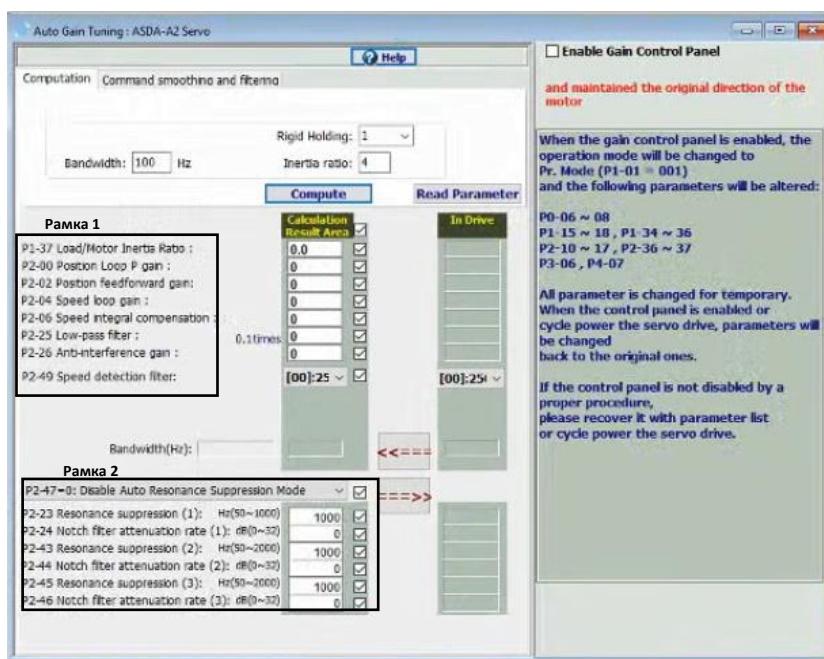 Auto Gain Tuning : ASDA-A2 Servo
Help
Computation
Command smoothing and filtering
Rigid Holding: 1
Bandwidth: 100 Hz
Inertia ratio: 4
Compute
Read Parameter
Рамка 1
Calculation
Result Area
In Drive
P1-37 Load/Motor Inertia Ratio : 0.0
P2-00 Position Loop P gain : 0
P2-02 Position feedforward gain: 0
P2-04 Speed loop gain : 0
P2-06 Speed integral compensation : 0
P2-25 Low-pass filter : 0.1times 0
P2-26 Anti-interference gain : 0
P2-49 Speed detection filter: [00]:25 [00]:25
Bandwidth(Hz):
<<===
Рамка 2
P2-47=0: Disable Auto Resonance Suppression Mode
===>>
P2-23 Resonance suppression (1): Hz(50~1000) 1000
P2-24 Notch filter attenuation rate (1): dB(0~32) 0
P2-43 Resonance suppression (2): Hz(50~2000) 1000
P2-44 Notch filter attenuation rate (2): dB(0~32) 0
P2-45 Resonance suppression (3): Hz(50~2000) 1000
P2-46 Notch filter attenuation rate (3): dB(0~32) 0
Enable Gain Control Panel
and maintained the original direction of the
motor
When the gain control panel is enabled, the
operation mode will be changed to
Pr. Mode (P1-01 = 001)
and the following parameters will be altered:
P0-06 ~ 08
P1-15 ~ 18 , P1-34 ~ 36
P2-10 ~ 17 , P2-36 ~ 37
P3-06 , P4-07
All parameter is changed for temporary.
When the control panel is enabled or
cycle power the servo drive, parameters will
be changed
back to the original ones.
If the control panel is not disabled by a
proper procedure,
please recover it with parameter list
or cycle power the servo drive.